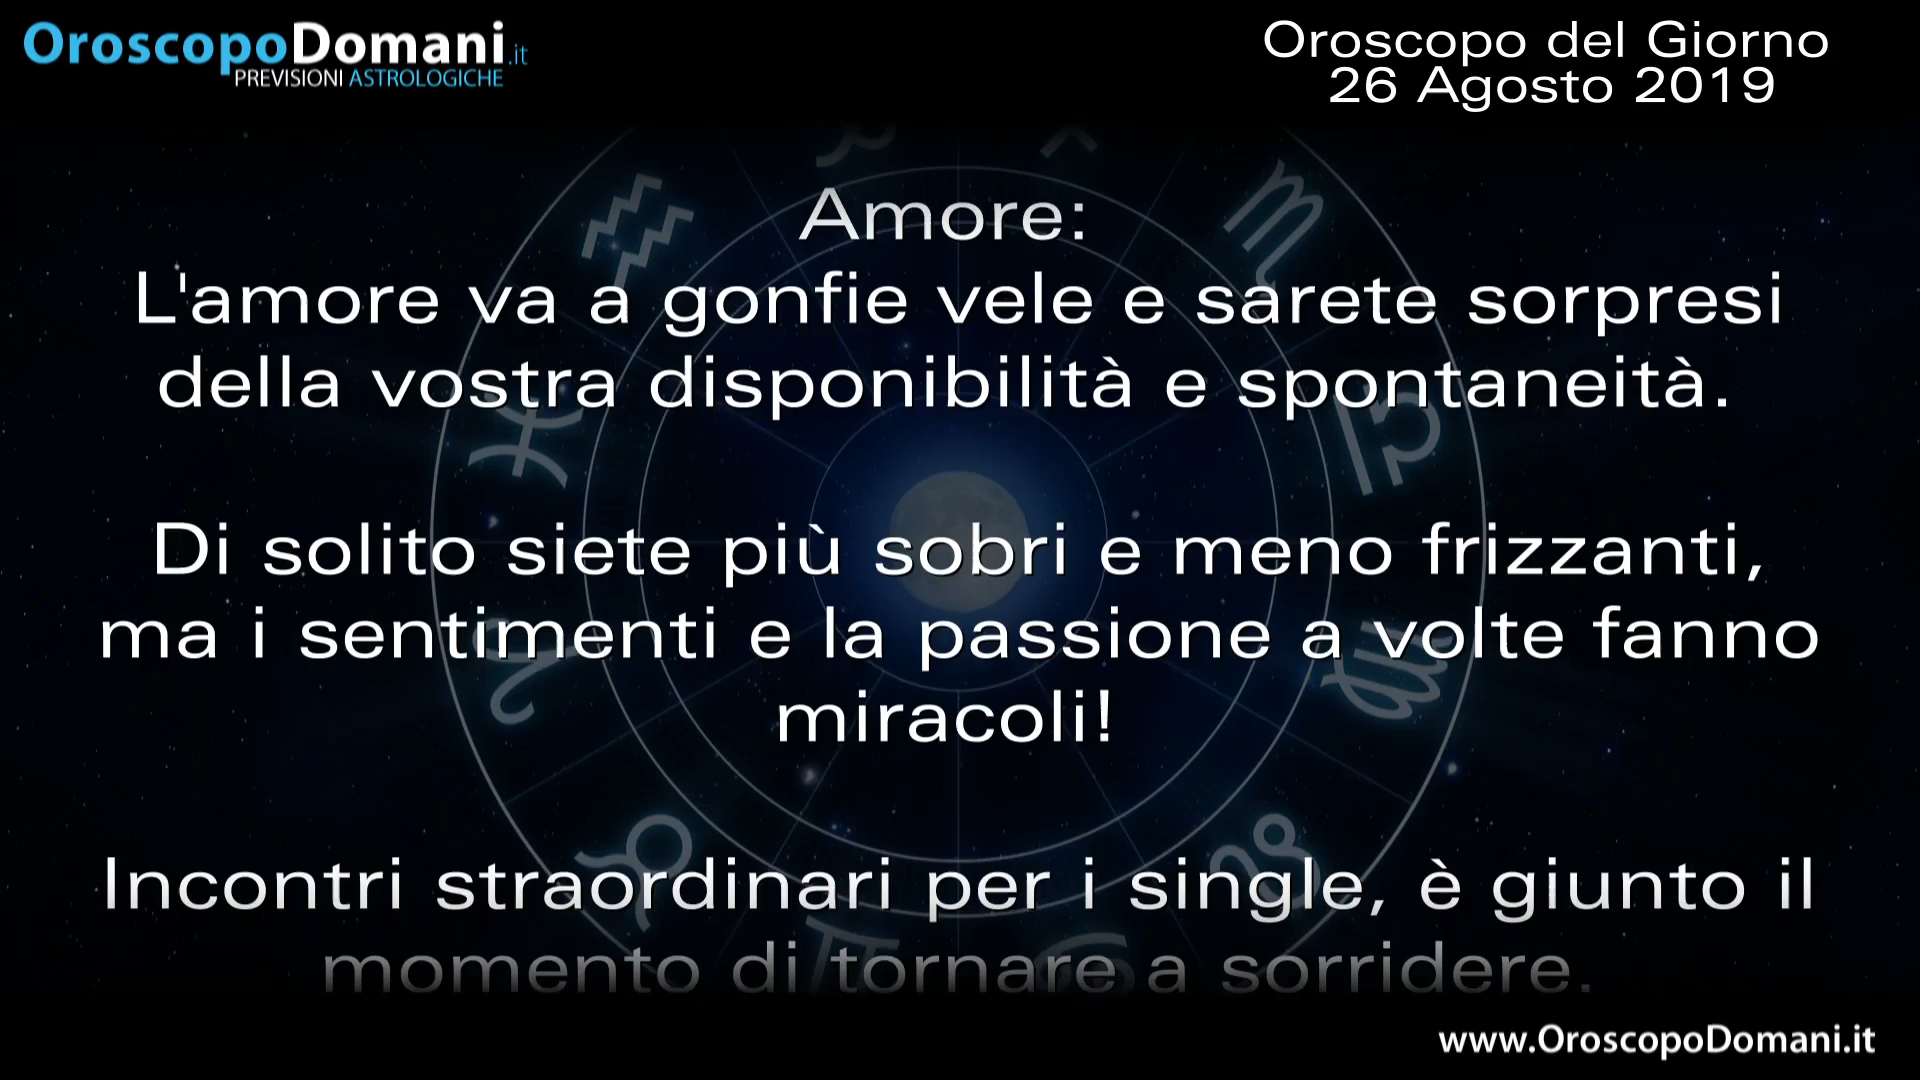 OroscopoDomani.it
PREVISIONI ASTROLOGICHE
Oroscopo del Giorno
26 Agosto 2019
Amore:
L'amore va a gonfie vele e sarete sorpresi
della vostra disponibilità e spontaneità.
Di solito siete più sobri e meno frizzanti,
ma i sentimenti e la passione a volte fanno
miracoli!
Incontri straordinari per i single, è giunto il
momento di tornare a sorridere.
www.OroscopoDomani.it